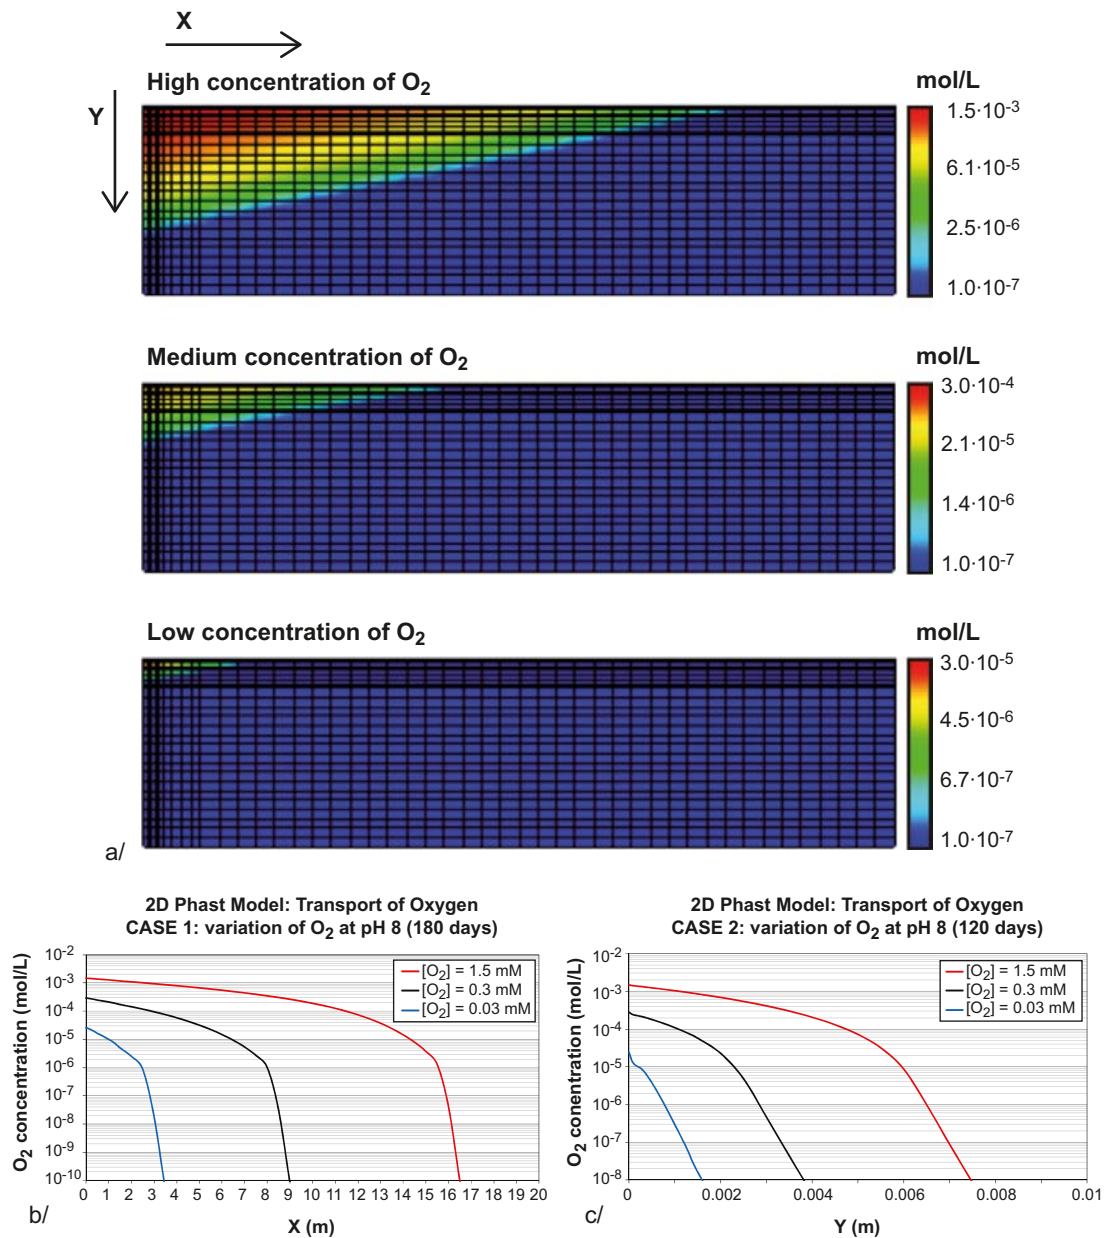 X
High concentration of O2
mol/L
Y
1.5·10-3
6.1·10-5
2.5·10-6
1.0·10-7
Medium concentration of O2
mol/L
3.0·10-4
2.1·10-5
1.4·10-6
1.0·10-7
Low concentration of O2
mol/L
3.0·10-5
4.5·10-6
6.7·10-7
1.0·10-7
a/
2D Phast Model: Transport of Oxygen
CASE 1: variation of O2 at pH 8 (180 days)
O2 concentration (mol/L)
10-2
10-3
10-4
10-5
10-6
10-7
10-8
10-9
10-10
[O2] = 1.5 mM
[O2] = 0.3 mM
[O2] = 0.03 mM
0 1 2 3 4 5 6 7 8 9 10 11 12 13 14 15 16 17 18 19 20
X (m)
b/
2D Phast Model: Transport of Oxygen
CASE 2: variation of O2 at pH 8 (120 days)
O2 conentration (mol/L)
10-2
10-3
10-4
10-5
10-6
10-7
10-8
[O2] = 1.5 mM
[O2] = 0.3 mM
[O2] = 0.03 mM
0 0.002 0.004 0.006 0.008 0.01
Y (m)
c/